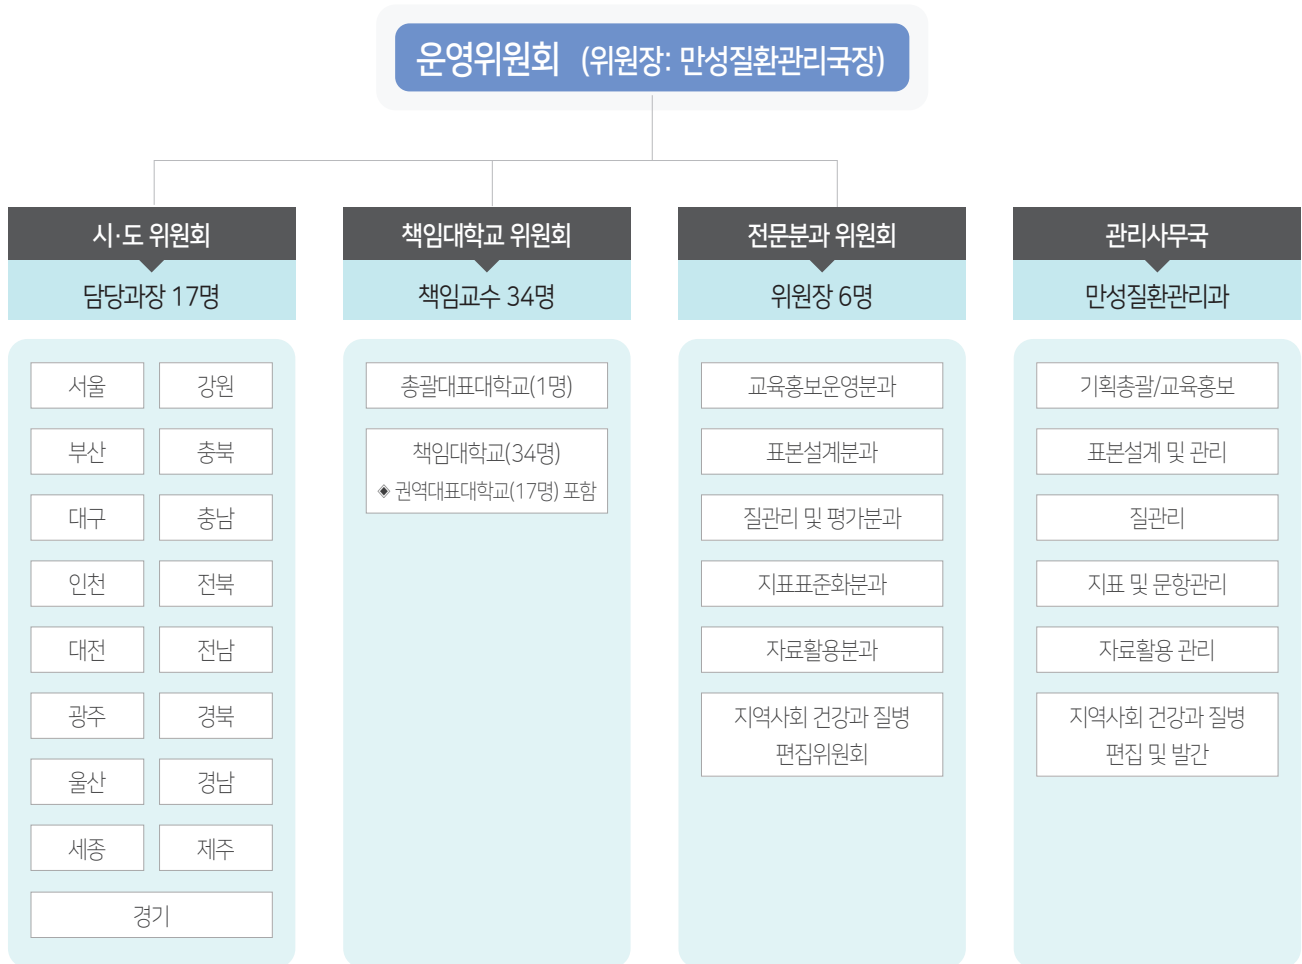 운영위원회 (위원장: 만성질환관리국장)
시·도 위원회
담당과장 17명
서울 강원
부산 충북
대구 충남
인천 전북
대전 전남
광주 경북
울산 경남
세종 제주
경기
책임대학교 위원회
책임교수 34명
총괄대표대학교(1명)
책임대학교(34명)
◈ 권역대표대학교(17명) 포함
전문분과 위원회
위원장 6명
교육홍보운영분과
표본설계분과
질관리 및 평가분과
지표표준화분과
자료활용분과
지역사회 건강과 질병
편집위원회
관리사무국
만성질환관리과
기획총괄/교육홍보
표본설계 및 관리
질관리
지표 및 문항관리
자료활용 관리
지역사회 건강과 질병
편집 및 발간